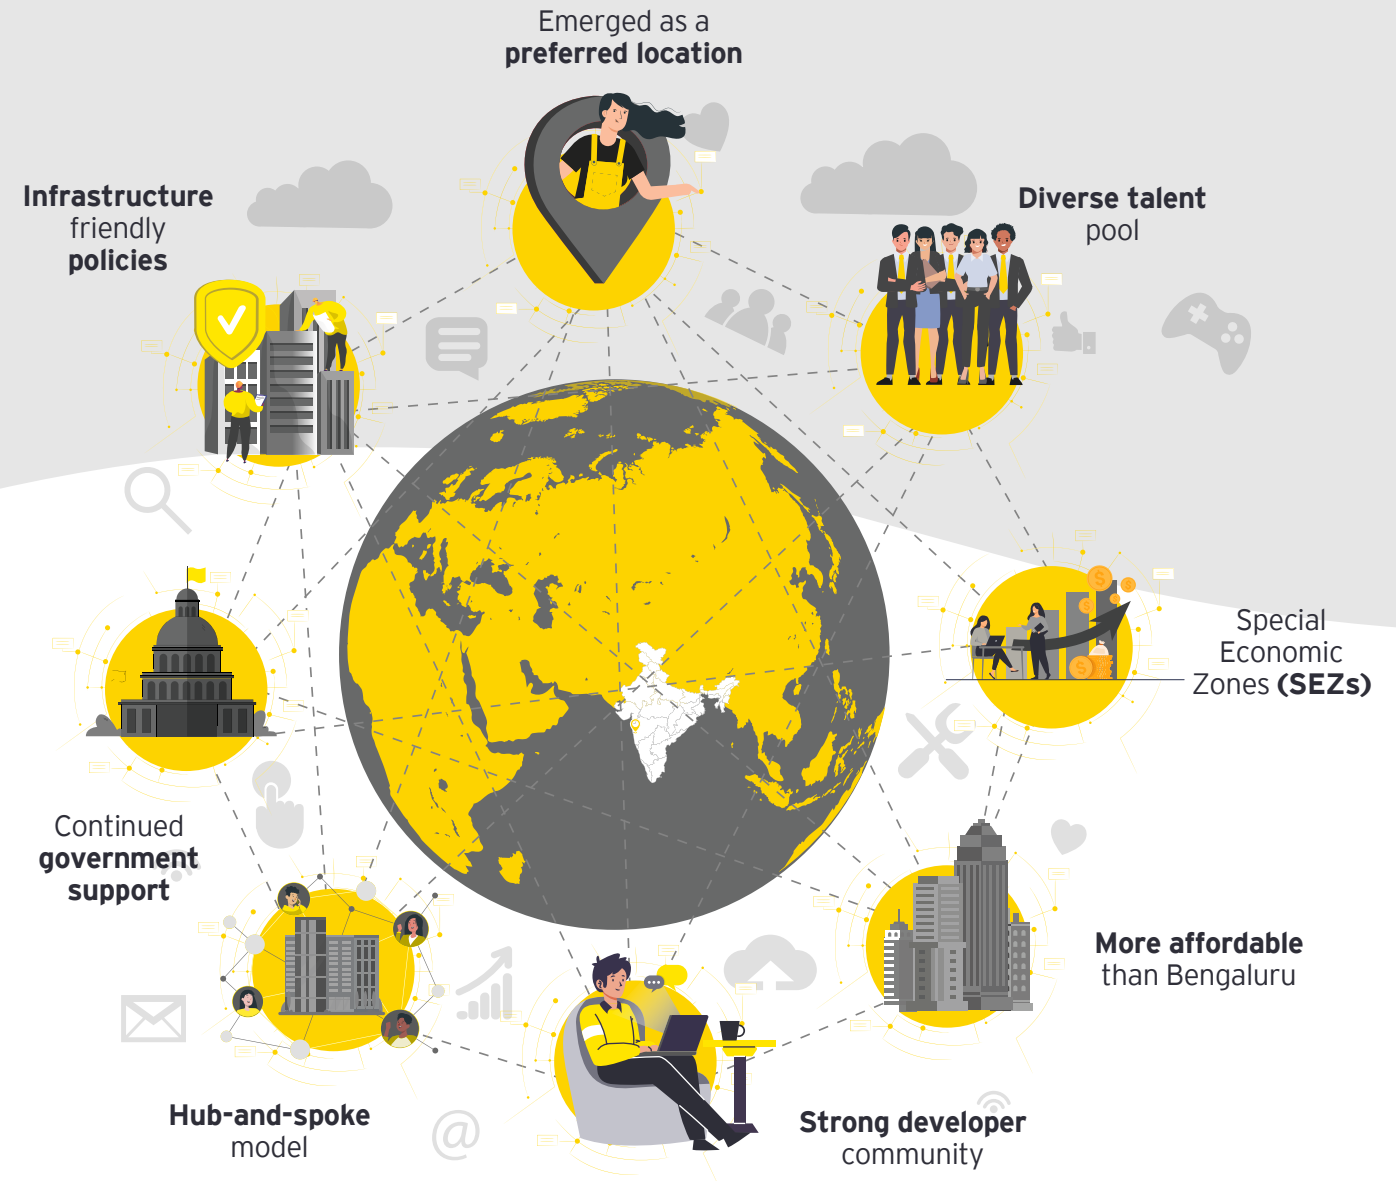 Emerged as a
preferred location
Infrastructure
friendly
policies
Diverse talent
pool
Special
Economic
Zones (SEZs)
Continued
government
support
More affordable
than Bengaluru
Hub-and-spoke
model
Strong developer
community
@
$
$
$
$
$